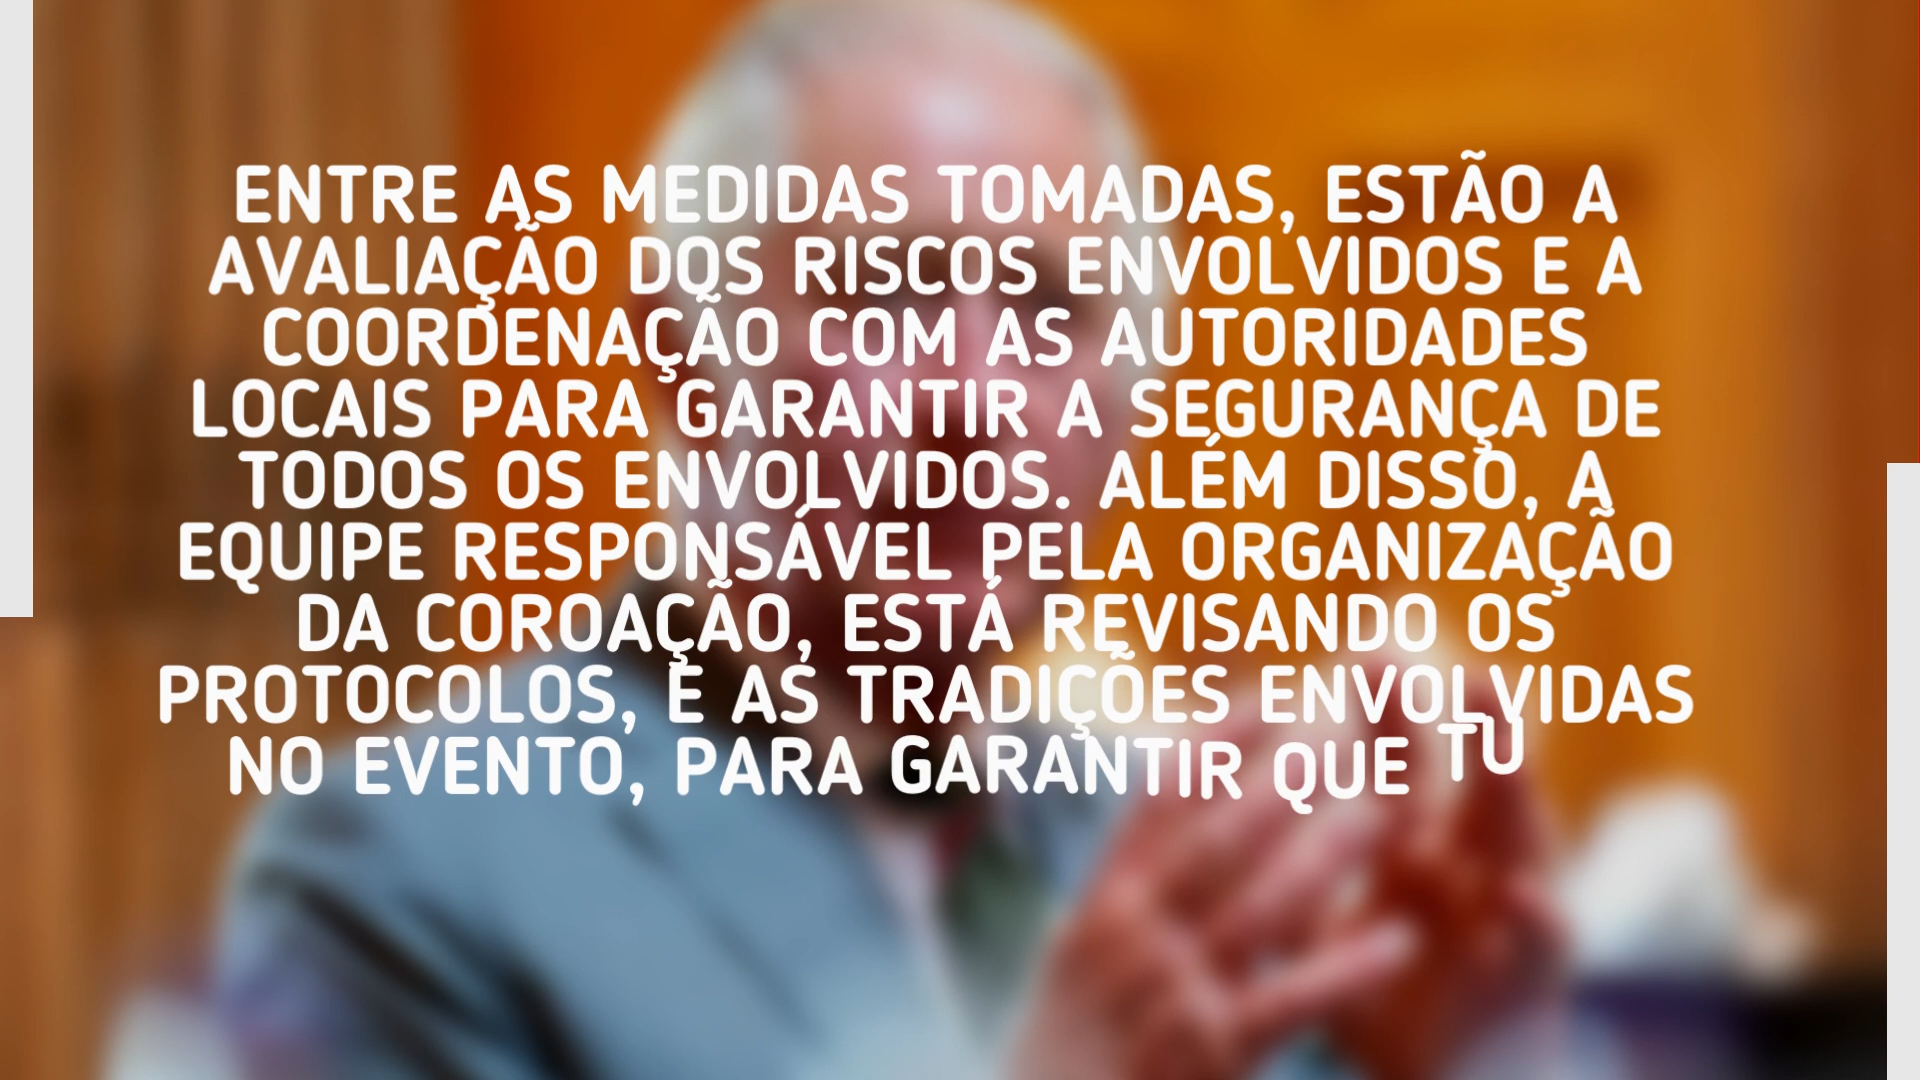 ENTRE AS MEDIDAS TOMADAS, ESTÃO A
AVALIAÇÃO DOS RISCOS ENVOLVIDOS E A
COORDENAÇÃO COM AS AUTORIDADES
LOCAIS PARA GARANTIR A SEGURANÇA DE
TODOS OS ENVOLVIDOS. ALÉM DISSO, A
EQUIPE RESPONSÁVEL PELA ORGANIZAÇÃO
DA COROAÇÃO, ESTÁ REVISANDO OS
PROTOCOLOS, E AS TRADIÇÕES ENVOLVIDAS
NO EVENTO, PARA GARANTIR QUE TU